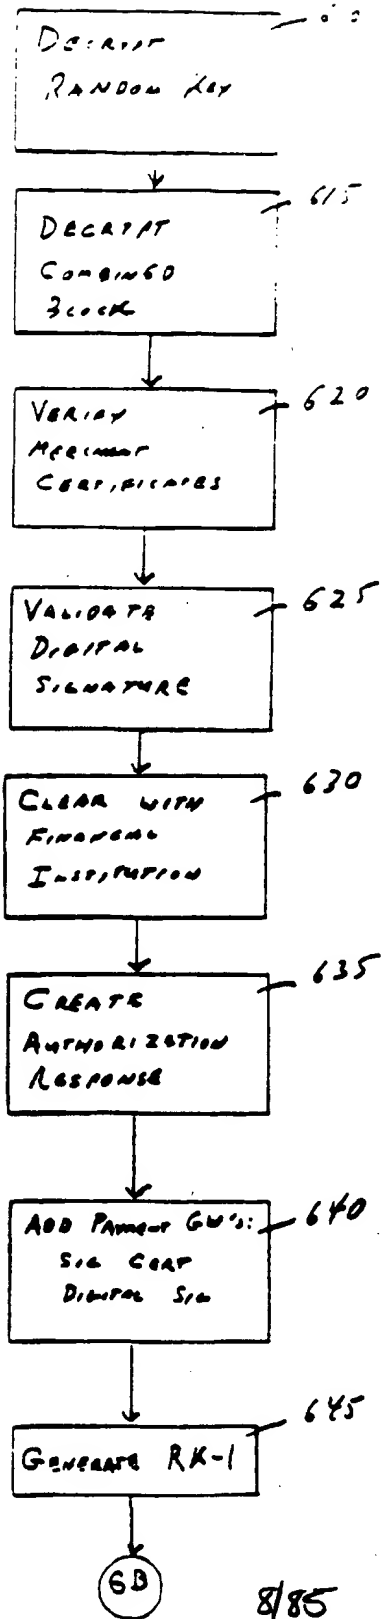 DECRYPT
RANDOM KEY
615
DECRYPT
COMBINED
BLOCK
620
VERIFY
MERCHANT
CERTIFICATES
625
VALIDATE
DIGITAL
SIGNATURE
630
CLEAR WITH
FINANCIAL
INSTITUTION
635
CREATE
AUTHORIZATION
RESPONSE
640
ADD PAYMENT GW'S:
SIG CERT
DIGITAL SIG
645
GENERATE RK-1
6B
8/85